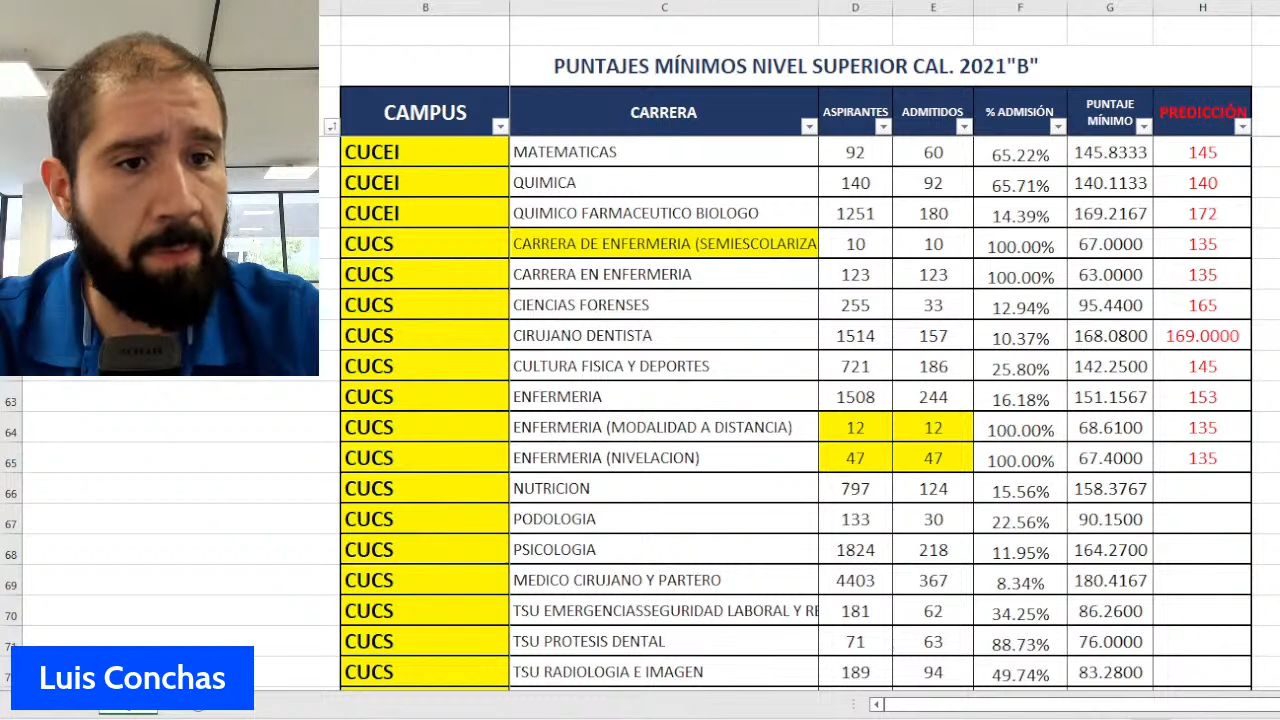 B C D E F G H
PUNTAJES MÍNIMOS NIVEL SUPERIOR CAL. 2021"B"
CAMPUS CARRERA ASPIRANTES ADMITIDOS % ADMISIÓN PUNTAJE MÍNIMO PREDICCIÓN
CUCEI MATEMATICAS 92 60 65.22% 145.8333 145
CUCEI QUIMICA 140 92 65.71% 140.1133 140
CUCEI QUIMICO FARMACEUTICO BIOLOGO 1251 180 14.39% 169.2167 172
CUCS CARRERA DE ENFERMERIA (SEMIESCOLARIZA 10 10 100.00% 67.0000 135
CUCS CARRERA EN ENFERMERIA 123 123 100.00% 63.0000 135
CUCS CIENCIAS FORENSES 255 33 12.94% 95.4400 165
CUCS CIRUJANO DENTISTA 1514 157 10.37% 168.0800 169.0000
CUCS CULTURA FISICA Y DEPORTES 721 186 25.80% 142.2500 145
63 CUCS ENFERMERIA 1508 244 16.18% 151.1567 153
64 CUCS ENFERMERIA (MODALIDAD A DISTANCIA) 12 12 100.00% 68.6100 135
65 CUCS ENFERMERIA (NIVELACION) 47 47 100.00% 67.4000 135
66 CUCS NUTRICION 797 124 15.56% 158.3767
67 CUCS PODOLOGIA 133 30 22.56% 90.1500
68 CUCS PSICOLOGIA 1824 218 11.95% 164.2700
69 CUCS MEDICO CIRUJANO Y PARTERO 4403 367 8.34% 180.4167
70 CUCS TSU EMERGENCIASSEGURIDAD LABORAL Y RE 181 62 34.25% 86.2600
CUCS TSU PROTESIS DENTAL 71 63 88.73% 76.0000
CUCS TSU RADIOLOGIA E IMAGEN 189 94 49.74% 83.2800
Luis Conchas